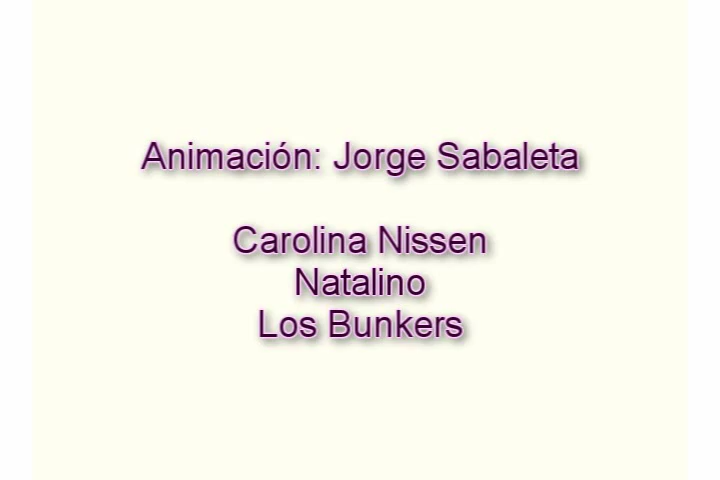 Animación: Jorge Sabaleta
Carolina Nissen
Natalino
Los Bunkers